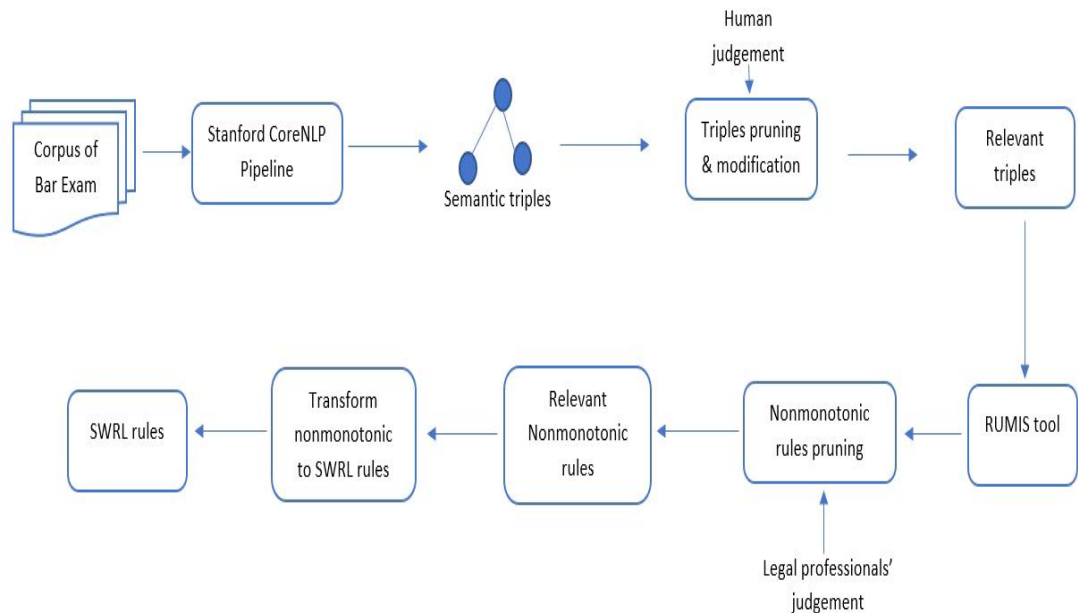 Human
judgement
Corpus of
Bar Exam
Stanford CoreNLP
Pipeline
Semantic triples
Triples pruning
& modification
Relevant
triples
SWRL rules
Transform
nonmonotonic
to SWRL rules
Relevant
Nonmonotonic
rules
Nonmonotonic
rules pruning
RUMIS tool
Legal professionals’
judgement